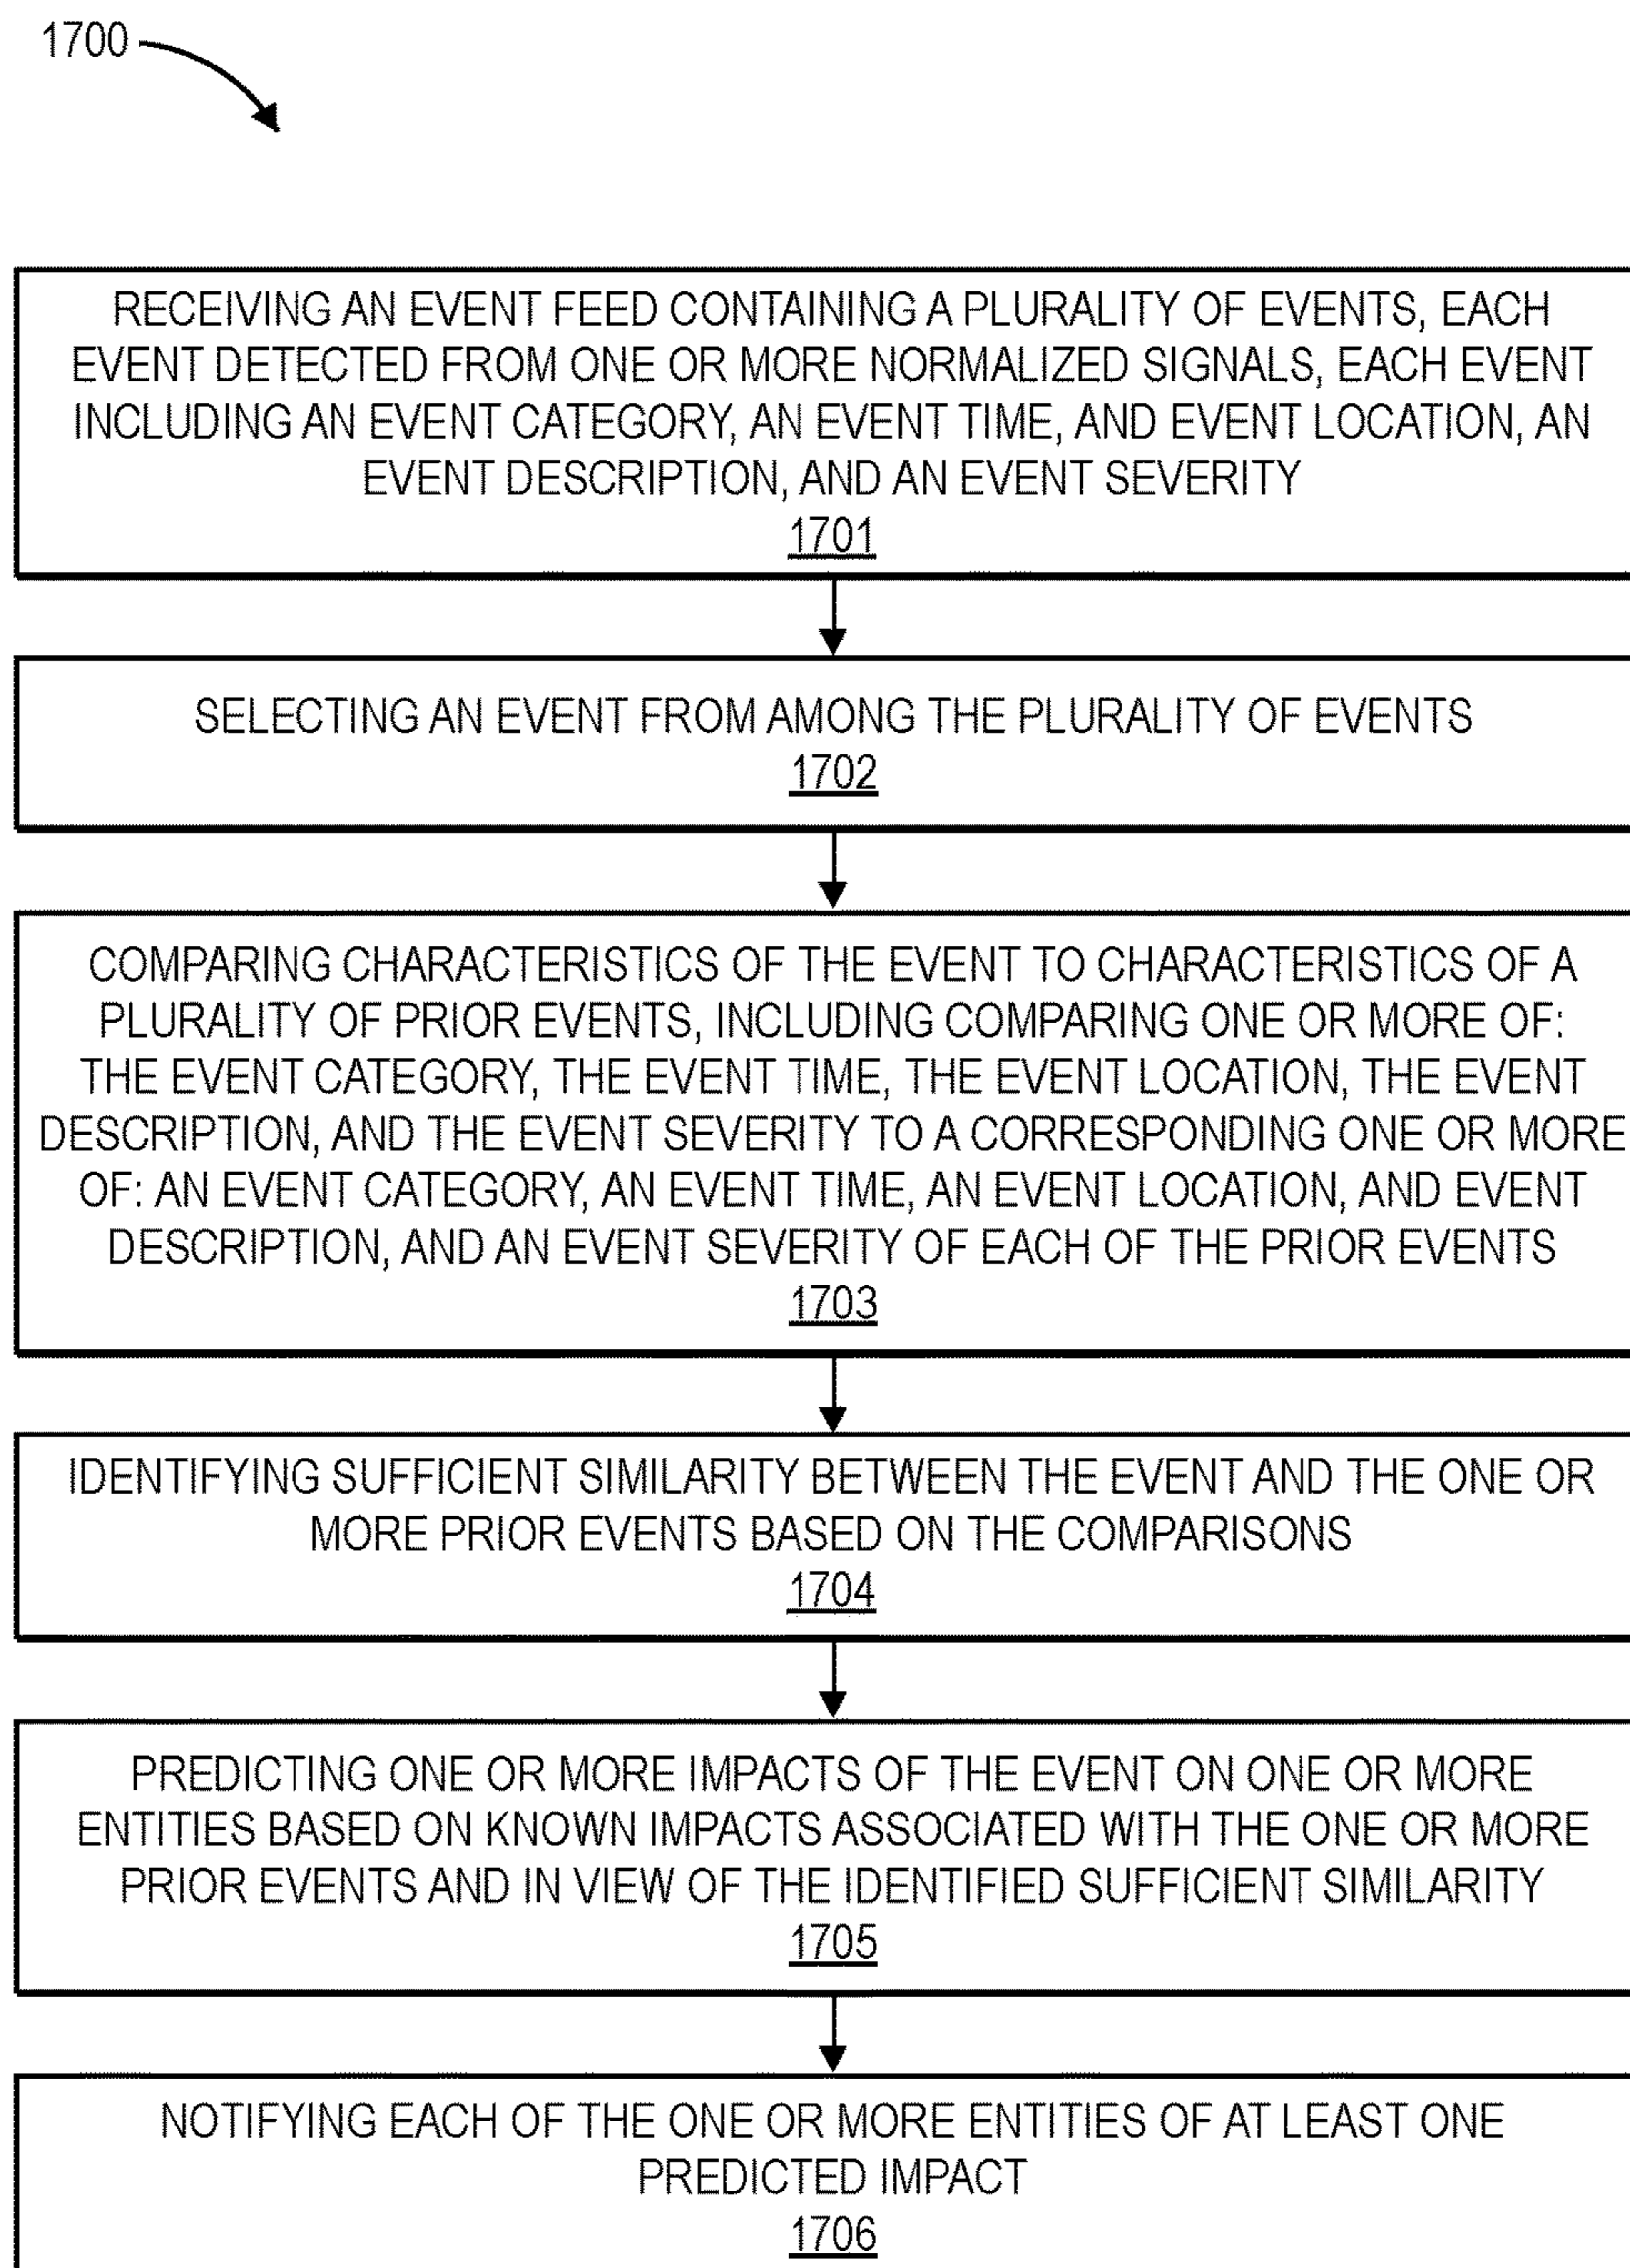 1700
RECEIVING AN EVENT FEED CONTAINING A PLURALITY OF EVENTS, EACH
EVENT DETECTED FROM ONE OR MORE NORMALIZED SIGNALS, EACH EVENT
INCLUDING AN EVENT CATEGORY, AN EVENT TIME, AND EVENT LOCATION, AN
EVENT DESCRIPTION, AND AN EVENT SEVERITY
1701
SELECTING AN EVENT FROM AMONG THE PLURALITY OF EVENTS
1702
COMPARING CHARACTERISTICS OF THE EVENT TO CHARACTERISTICS OF A
PLURALITY OF PRIOR EVENTS, INCLUDING COMPARING ONE OR MORE OF:
THE EVENT CATEGORY, THE EVENT TIME, THE EVENT LOCATION, THE EVENT
DESCRIPTION, AND THE EVENT SEVERITY TO A CORRESPONDING ONE OR MORE
OF: AN EVENT CATEGORY, AN EVENT TIME, AN EVENT LOCATION, AND EVENT
DESCRIPTION, AND AN EVENT SEVERITY OF EACH OF THE PRIOR EVENTS
1703
IDENTIFYING SUFFICIENT SIMILARITY BETWEEN THE EVENT AND THE ONE OR
MORE PRIOR EVENTS BASED ON THE COMPARISONS
1704
PREDICTING ONE OR MORE IMPACTS OF THE EVENT ON ONE OR MORE
ENTITIES BASED ON KNOWN IMPACTS ASSOCIATED WITH THE ONE OR MORE
PRIOR EVENTS AND IN VIEW OF THE IDENTIFIED SUFFICIENT SIMILARITY
1705
NOTIFYING EACH OF THE ONE OR MORE ENTITIES OF AT LEAST ONE
PREDICTED IMPACT
1706